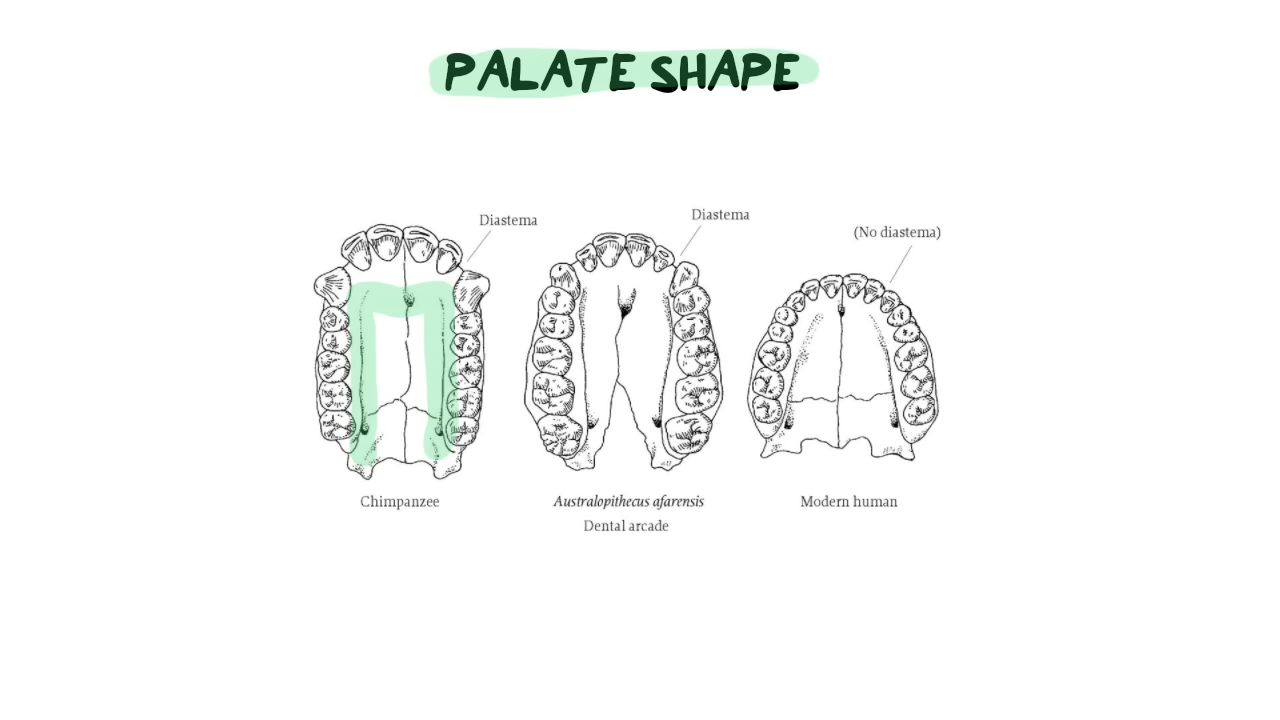 PALATE SHAPE
Diastema
Diastema
(No diastema)
Chimpanzee
Australopithecus afarensis
Modern human
Dental arcade